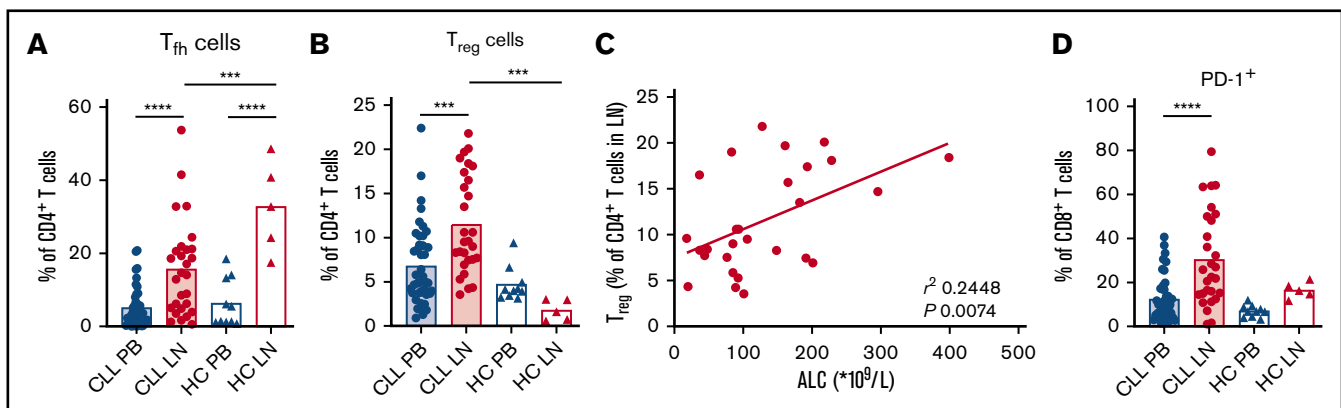 A
T_fh cells
***
****
****
% of CD4⁺ T cells
60
40
20
0
CLL PB
CLL LN
HC PB
HC LN
B
T_reg cells
***
***
% of CD4⁺ T cells
25
20
15
10
5
0
CLL PB
CLL LN
HC PB
HC LN
C
T_reg (% of CD4⁺ T cells in LN)
25
20
15
10
5
0
r² 0.2448
P 0.0074
0 100 200 300 400 500
ALC (*10⁹/L)
D
PD-1⁺
****
% of CD8⁺ T cells
100
80
60
40
20
0
CLL PB
CLL LN
HC PB
HC LN